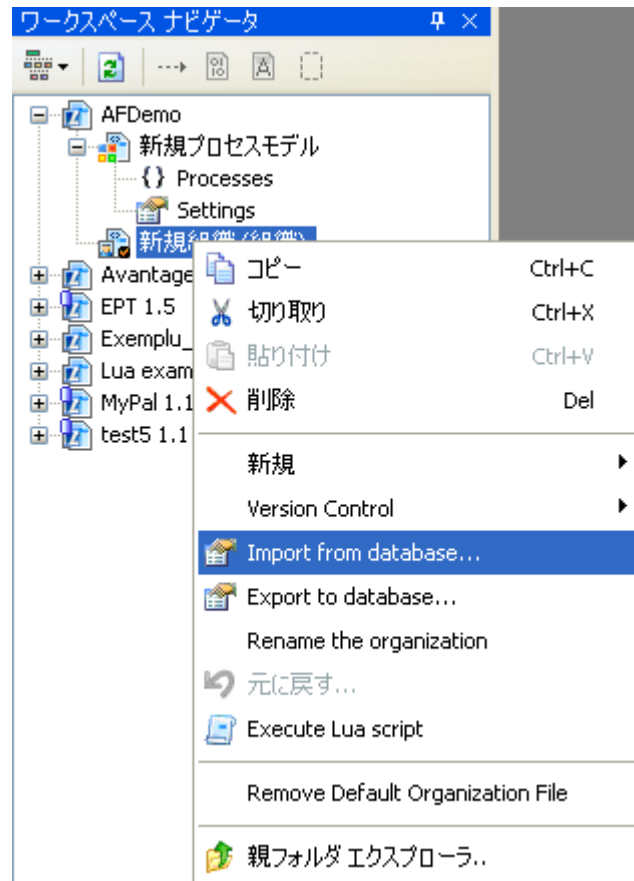 ワークスペース ナビゲータ
AFDemo
新規プロセスモデル
{} Processes
Settings
新規組織 (組織)
Avantage
EPT 1.5
Exemplu_
Lua exam
MyPal 1.1
test5 1.1
コピー Ctrl+C
切り取り Ctrl+X
貼り付け Ctrl+V
削除 Del
新規
Version Control
Import from database...
Export to database...
Rename the organization
元に戻す...
Execute Lua script
Remove Default Organization File
親フォルダ エクスプローラ..